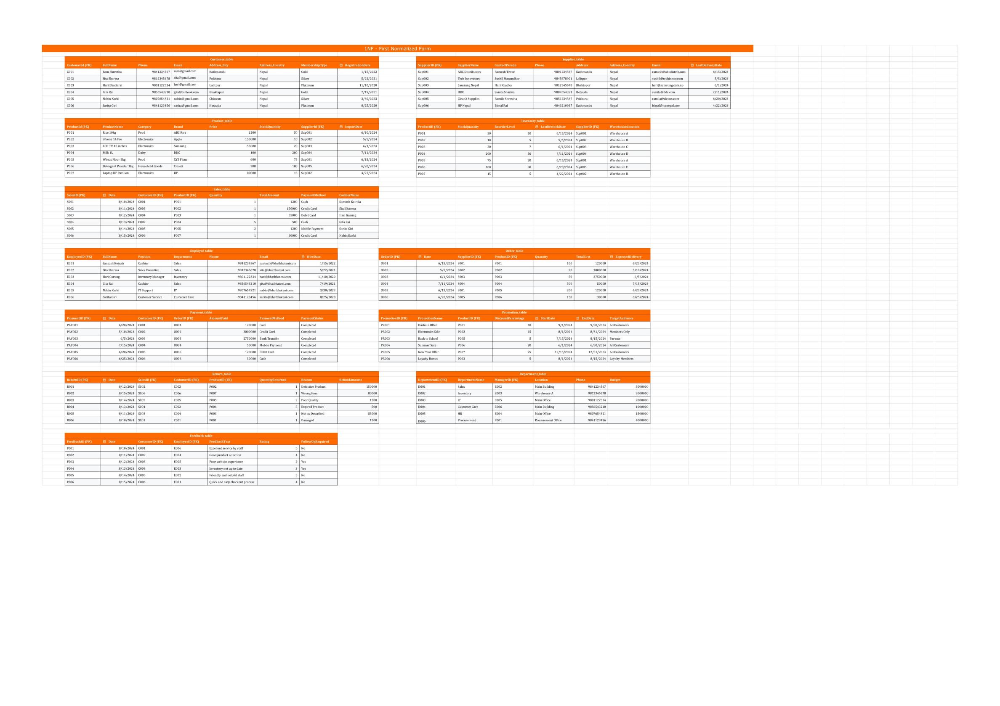 1NF - First Normalized Form
Customer_table
CustomerId (PK) FullName Phone Email Address_City Address_Country MembershipType RegistrationDate
C001 Ram Shrestha 9841234567 ram@gmail.com Kathmandu Nepal Gold 1/15/2022
C002 Sita Sharma 9812345678 sita@gmail.com Pokhara Nepal Silver 5/22/2021
C003 Hari Bhattarai 9801122334 hari@gmail.com Lalitpur Nepal Platinum 11/10/2020
C004 Gita Rai 9856543210 gita@outlook.com Bhaktapur Nepal Gold 7/19/2021
C005 Nabin Karki 9807654321 nabin@gmail.com Chitwan Nepal Silver 3/30/2023
C006 Sarita Giri 9841123456 sarita@gmail.com Hetauda Nepal Platinum 8/25/2020
Supplier_table
SupplierID (PK) SupplierName ContactPerson Phone Address Address_Country Email LastDeliveryDate
Sup001 ABC Distributors Ramesh Tiwari 9801234567 Kathmandu Nepal ramesh@abcdistrib.com 6/15/2024
Sup002 Tech Innovators Sushil Manandhar 9845678901 Lalitpur Nepal sushil@techinnov.com 5/5/2024
Sup003 Samsung Nepal Hari Khadka 9812345678 Bhaktapur Nepal hari@samsung.com.np 6/1/2024
Sup004 DDC Sunita Sharma 9807654321 Hetauda Nepal sunita@ddc.com 7/11/2024
Sup005 CleanX Supplies Ramila Shrestha 9851234567 Pokhara Nepal ramila@cleanx.com 6/20/2024
Sup006 HP Nepal Bimal Rai 9843210987 Kathmandu Nepal bimal@hpnepal.com 4/22/2024
Product_table
ProductId (PK) ProductName Category Brand Price StockQuantity SupplierId (FK) ImportDate
P001 Rice 10kg Food ABC Rice 1200 50 Sup001 6/10/2024
P002 iPhone 14 Pro Electronics Apple 150000 10 Sup002 5/5/2024
P003 LED TV 42 inches Electronics Samsung 55000 20 Sup003 6/1/2024
P004 Milk 1L Dairy DDC 100 200 Sup004 7/11/2024
P005 Wheat Flour 5kg Food XYZ Flour 600 75 Sup001 6/15/2024
P006 Detergent Powder 1kg Household Goods CleanX 200 100 Sup005 6/20/2024
P007 Laptop HP Pavilion Electronics HP 80000 15 Sup002 4/22/2024
Inventory_table
ProductID (PK) StockQuantity ReorderLevel LastRestockDate SupplierID (FK) WarehouseLocation
P001 50 10 6/15/2024 Sup001 Warehouse A
P002 10 5 5/5/2024 Sup002 Warehouse B
P003 20 7 6/1/2024 Sup003 Warehouse C
P004 200 50 7/11/2024 Sup004 Warehouse D
P005 75 20 6/15/2024 Sup001 Warehouse A
P006 100 30 6/20/2024 Sup005 Warehouse E
P007 15 5 4/22/2024 Sup002 Warehouse B
Sales_table
SalesID (PK) Date CustomerID (FK) ProductID (FK) Quantity TotalAmount PaymentMethod CashierName
S001 8/10/2024 C001 P001 1 1200 Cash Santosh Koirala
S002 8/11/2024 C003 P002 1 150000 Credit Card Sita Sharma
S003 8/12/2024 C004 P003 1 55000 Debit Card Hari Gurung
S004 8/13/2024 C002 P004 5 500 Cash Gita Rai
S005 8/14/2024 C005 P005 2 1200 Mobile Payment Sarita Giri
S006 8/15/2024 C006 P007 1 80000 Credit Card Nabin Karki
Employee_table
EmployeeID (PK) FullName Position Department Phone Email HireDate
E001 Santosh Koirala Cashier Sales 9841234567 santosh@bhatbhateni.com 1/15/2022
E002 Sita Sharma Sales Executive Sales 9812345678 sita@bhatbhateni.com 5/22/2021
E003 Hari Gurung Inventory Manager Inventory 9801122334 hari@bhatbhateni.com 11/10/2020
E004 Gita Rai Cashier Sales 9856543210 gita@bhatbhateni.com 7/19/2021
E005 Nabin Karki IT Support IT 9807654321 nabin@bhatbhateni.com 3/30/2023
E006 Sarita Giri Customer Service Customer Care 9841123456 sarita@bhatbhateni.com 8/25/2020
Order_table
OrderID (PK) Date SupplierID (FK) ProductID (FK) Quantity TotalCost ExpectedDelivery
O001 6/15/2024 S001 P001 100 120000 6/20/2024
O002 5/5/2024 S002 P002 20 3000000 5/10/2024
O003 6/1/2024 S003 P003 50 2750000 6/5/2024
O004 7/11/2024 S004 P004 500 50000 7/15/2024
O005 6/15/2024 S001 P005 200 120000 6/20/2024
O006 6/20/2024 S005 P006 150 30000 6/25/2024
Payment_table
PaymentID (PK) Date CustomerID (FK) OrderID (FK) AmountPaid PaymentMethod PaymentStatus
PAY001 6/20/2024 C001 O001 120000 Cash Completed
PAY002 5/10/2024 C002 O002 3000000 Credit Card Completed
PAY003 6/5/2024 C003 O003 2750000 Bank Transfer Completed
PAY004 7/15/2024 C004 O004 50000 Mobile Payment Completed
PAY005 6/20/2024 C005 O005 120000 Debit Card Completed
PAY006 6/25/2024 C006 O006 30000 Cash Completed
Promotion_table
PromotionID (PK) PromotionName ProductID (FK) DiscountPercentage StartDate EndDate TargetAudience
PR001 Dashain Offer P001 10 9/1/2024 9/30/2024 All Customers
PR002 Electronics Sale P002 15 8/1/2024 8/31/2024 Members Only
PR003 Back to School P005 5 7/15/2024 8/15/2024 Parents
PR004 Summer Sale P006 20 6/1/2024 6/30/2024 All Customers
PR005 New Year Offer P007 25 12/15/2024 12/31/2024 All Customers
PR006 Loyalty Bonus P003 5 8/1/2024 8/15/2024 Loyalty Members
Return_table
ReturnID (PK) Date SalesID (FK) CustomerID (FK) ProductID (FK) QuantityReturned Reason RefundAmount
R001 8/12/2024 S002 C003 P002 1 Defective Product 150000
R002 8/15/2024 S006 C006 P007 1 Wrong Item 80000
R003 8/14/2024 S005 C005 P005 2 Poor Quality 1200
R004 8/13/2024 S004 C002 P004 5 Expired Product 500
R005 8/11/2024 S003 C004 P003 1 Not as Described 55000
R006 8/10/2024 S001 C001 P001 1 Damaged 1200
Department_table
DepartmentID (PK) DepartmentName ManagerID (FK) Location Phone Budget
D001 Sales E002 Main Building 9841234567 5000000
D002 Inventory E003 Warehouse A 9812345678 3000000
D003 IT E005 Main Office 9801122334 2000000
D004 Customer Care E006 Main Building 9856543210 1000000
D005 HR E004 Main Office 9807654321 1500000
D006 Procurement E001 Procurement Office 9841123456 4000000
Feedback_table
FeedbackID (PK) Date CustomerID (FK) EmployeeID (FK) FeedbackText Rating FollowUpRequired
F001 8/10/2024 C001 E006 Excellent service by staff 5 No
F002 8/11/2024 C002 E004 Good product selection 4 No
F003 8/12/2024 C003 E005 Poor website experience 2 Yes
F004 8/13/2024 C004 E003 Inventory not up to date 3 Yes
F005 8/14/2024 C005 E002 Friendly and helpful staff 5 No
F006 8/15/2024 C006 E001 Quick and easy checkout process 4 No